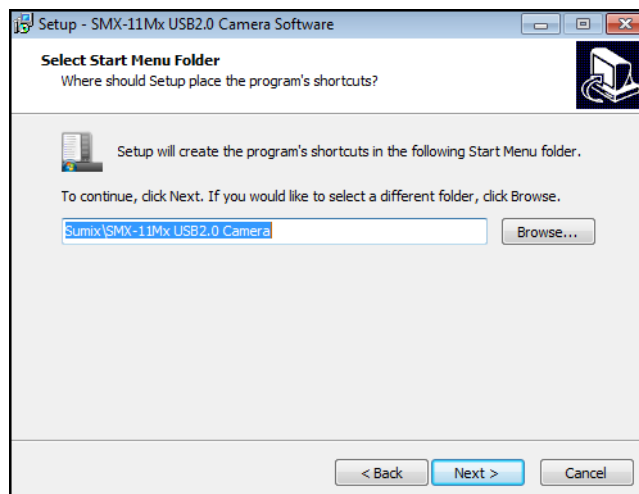 Setup - SMX-11Mx USB2.0 Camera Software
Select Start Menu Folder
Where should Setup place the program's shortcuts?
Setup will create the program's shortcuts in the following Start Menu folder.
To continue, click Next. If you would like to select a different folder, click Browse.
Sumix\SMX-11Mx USB2.0 Camera
Browse...
< Back
Next >
Cancel